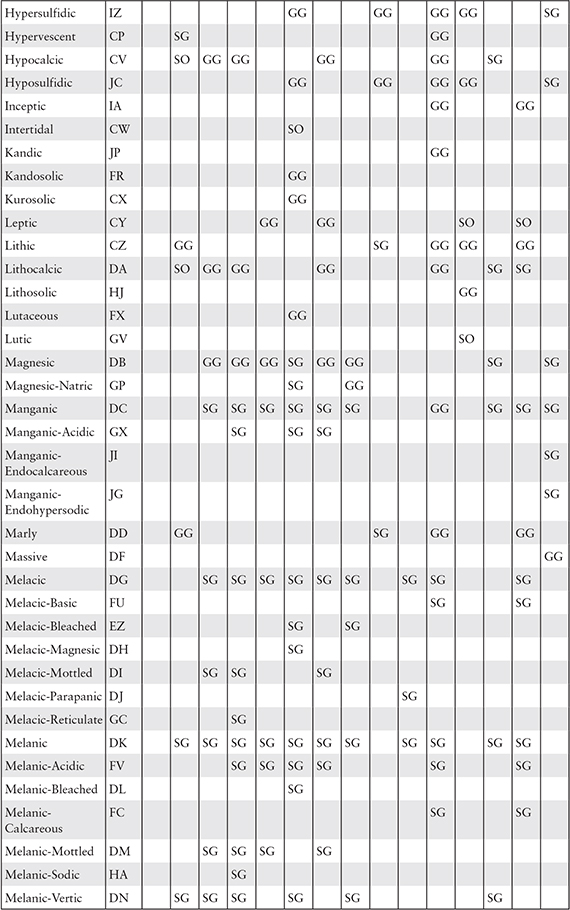 Hypersulfidic IZ GG GG GG GG SG
Hypervescent CP SG GG
Hypocalcic CV SO GG GG GG GG SG
Hyposulfidic JC GG GG GG GG SG
Inceptic IA GG GG
Intertidal CW SO
Kandic JP GG
Kandosolic FR GG
Kurosolic CX GG
Leptic CY GG GG SO SO
Lithic CZ GG SG GG GG GG
Lithocalcic DA SO GG GG GG GG SG SG
Lithosolic HJ GG
Lutaceous FX GG
Lutic GV SO
Magnesic DB GG GG GG SG GG GG SG SG
Magnesic-Natric GP SG GG
Manganic DC SG SG SG SG SG SG GG SG SG SG
Manganic-Acidic GX SG SG SG
Manganic- JI SG
Endocalcareous
Manganic- JG SG
Endohypersodic
Marly DD GG SG GG GG
Massive DF GG
Melacic DG SG SG SG SG SG SG SG SG SG
Melacic-Basic FU SG SG
Melacic-Bleached EZ SG SG
Melacic-Magnesic DH SG
Melacic-Mottled DI SG SG SG
Melacic-Parapanic DJ SG
Melacic-Reticulate GC SG
Melanic DK SG SG SG SG SG SG SG SG SG SG SG
Melanic-Acidic FV SG SG SG SG SG SG
Melanic-Bleached DL SG
Melanic- FC SG SG
Calcareous
Melanic-Mottled DM SG SG SG SG
Melanic-Sodic HA SG
Melanic-Vertic DN SG SG SG SG SG SG